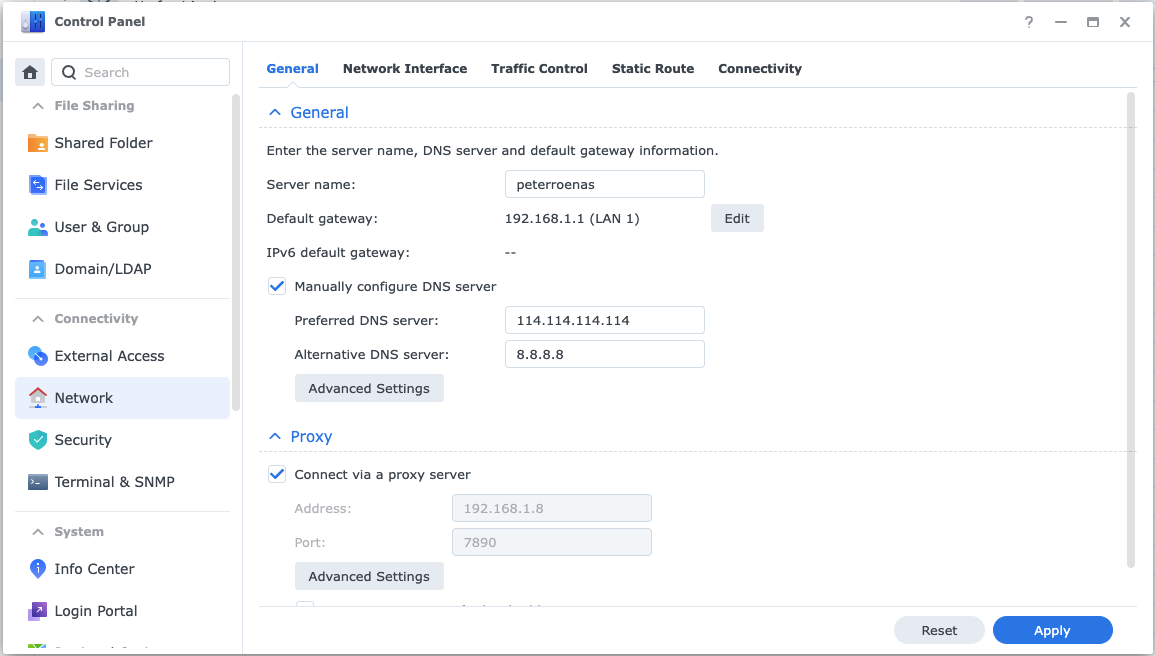 Control Panel
?
Search
File Sharing
Shared Folder
File Services
User & Group
Domain/LDAP
Connectivity
External Access
Network
Security
Terminal & SNMP
System
Info Center
Login Portal
General Network Interface Traffic Control Static Route Connectivity
General
Enter the server name, DNS server and default gateway information.
Server name: peterroenas
Default gateway: 192.168.1.1 (LAN 1) Edit
IPv6 default gateway: --
Manually configure DNS server
Preferred DNS server: 114.114.114.114
Alternative DNS server: 8.8.8.8
Advanced Settings
Proxy
Connect via a proxy server
Address: 192.168.1.8
Port: 7890
Advanced Settings
Reset Apply